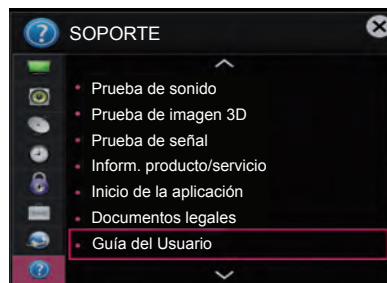 SOPORTE
Prueba de sonido
Prueba de imagen 3D
Prueba de señal
Inform. producto/servicio
Inicio de la aplicación
Documentos legales
Guía del Usuario